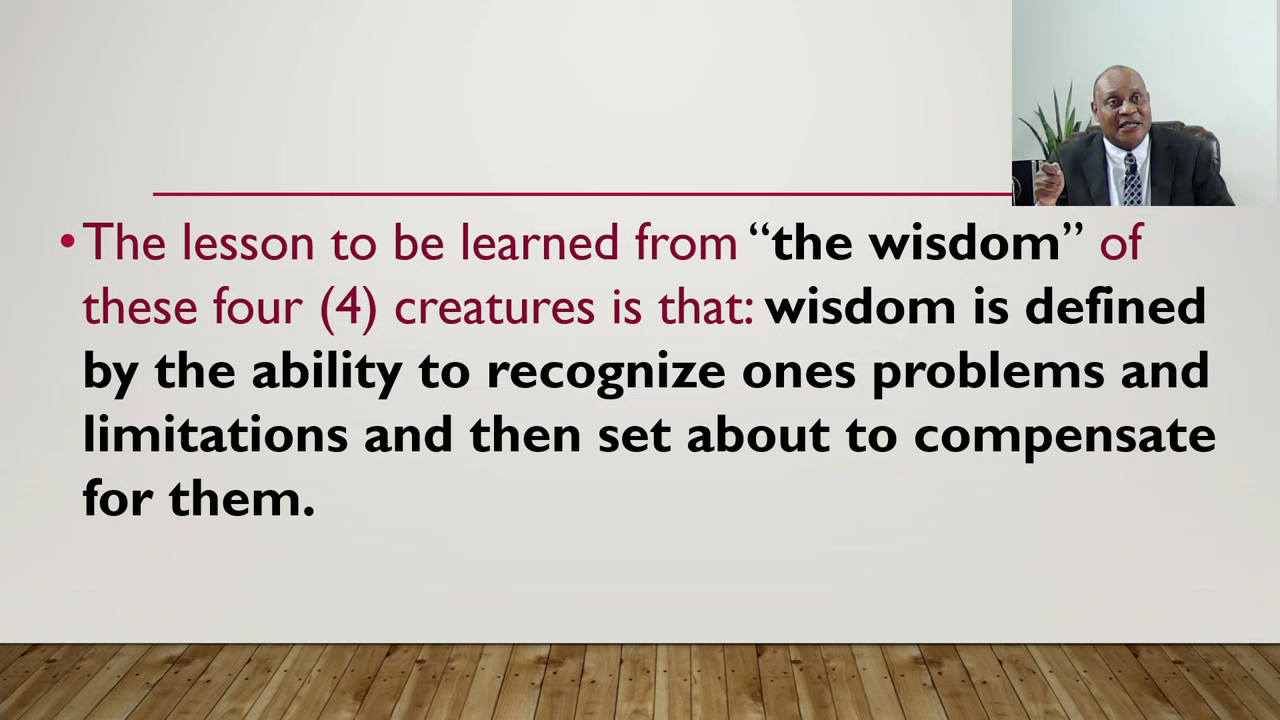 •The lesson to be learned from “the wisdom” of
these four (4) creatures is that: wisdom is defined
by the ability to recognize ones problems and
limitations and then set about to compensate
for them.